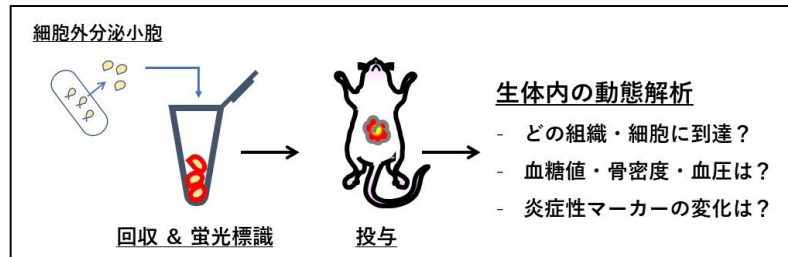 細胞外分泌小胞
生体内の動態解析
- どの組織・細胞に到達？
- 血糖値・骨密度・血圧は？
- 炎症性マーカーの変化は？
回収 & 蛍光標識
投与